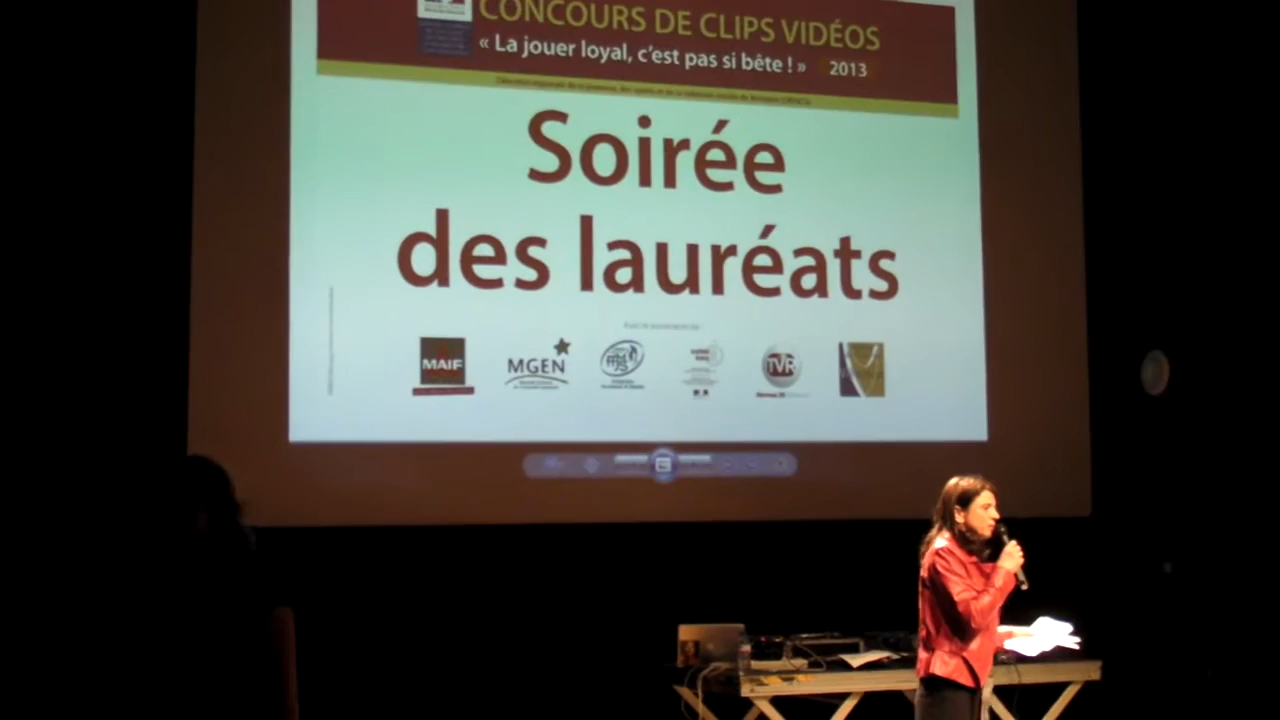 CONCOURS DE CLIPS VIDÉOS
« La jouer loyal, c'est pas si bête ! » 2013
Soirée
des lauréats
MAIF
MGEN
TVR